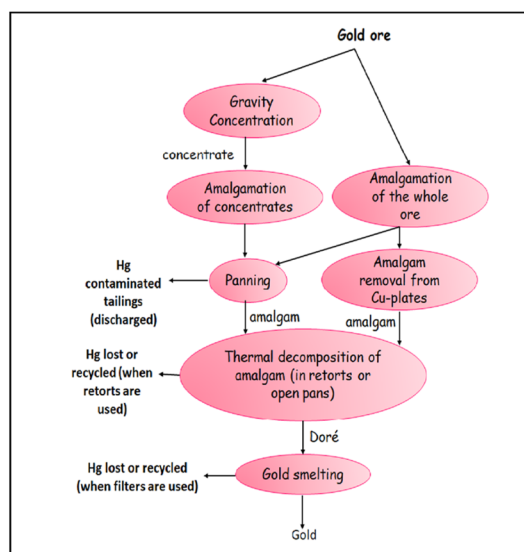 Gold ore
Gravity
Concentration
concentrate
Amalgamation
of concentrates
Amalgamation
of the whole
ore
Hg
contaminated
tailings
(discharged)
Panning
Amalgam
removal from
Cu-plates
amalgam
amalgam
Hg lost or
recycled (when
retorts are
used)
Thermal decomposition of
amalgam (in retorts or
open pans)
Doré
Hg lost or recycled
(when filters are used)
Gold smelting
Gold